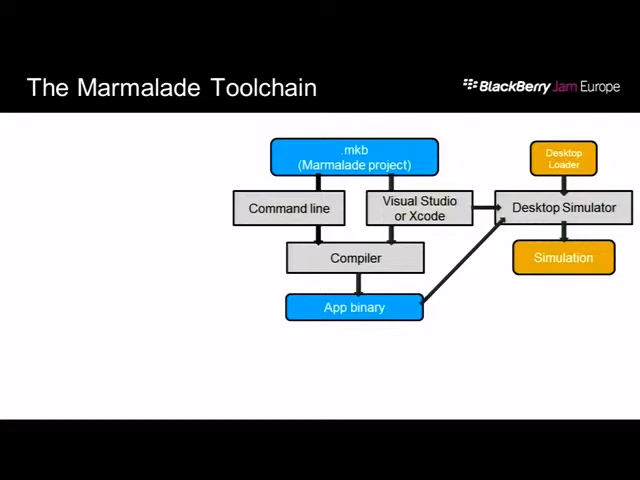 The Marmalade Toolchain
BlackBerry Jam Europe
.mkb
(Marmalade project)
Desktop
Loader
Command line
Visual Studio
or Xcode
Desktop Simulator
Compiler
Simulation
App binary